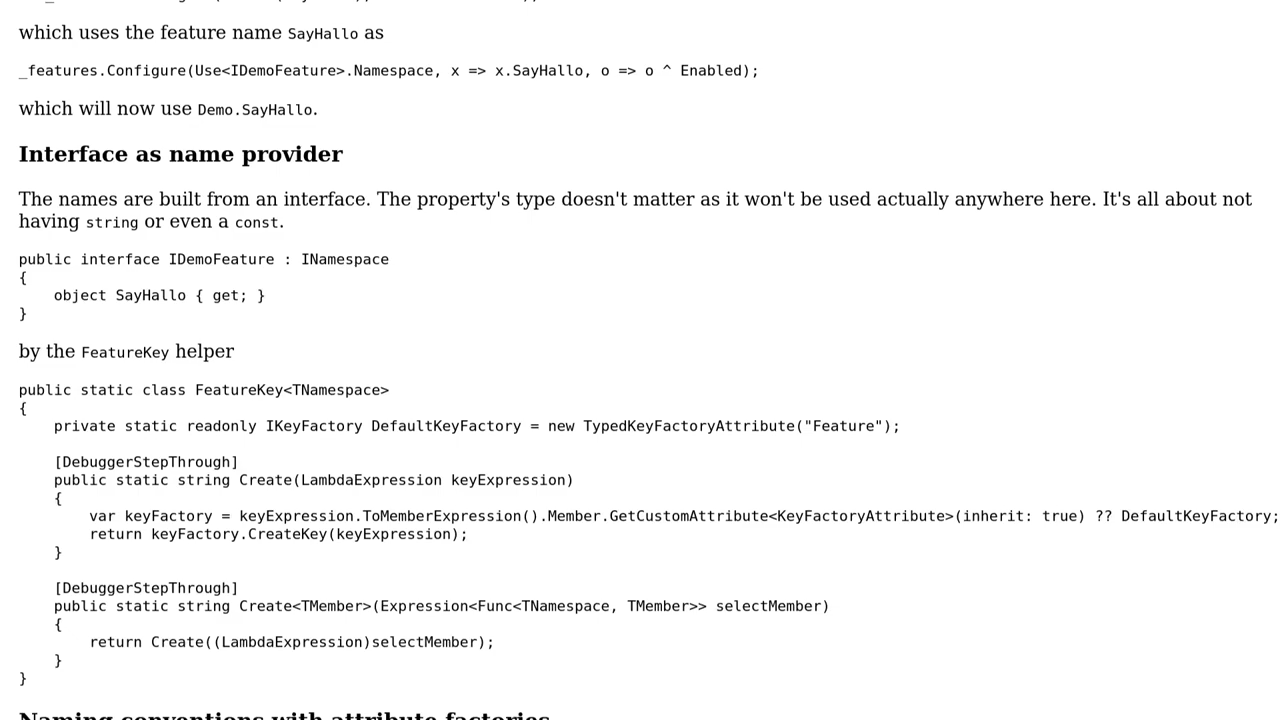 which uses the feature name SayHallo as
_features.Configure(Use<IDemoFeature>.Namespace, x => x.SayHallo, o => o ^ Enabled);
which will now use Demo.SayHallo.
Interface as name provider
The names are built from an interface. The property's type doesn't matter as it won't be used actually anywhere here. It's all about not
having string or even a const.
public interface IDemoFeature : INamespace
{
    object SayHallo { get; }
}
by the FeatureKey helper
public static class FeatureKey<TNamespace>
{
    private static readonly IKeyFactory DefaultKeyFactory = new TypedKeyFactoryAttribute("Feature");
    [DebuggerStepThrough]
    public static string Create(LambdaExpression keyExpression)
    {
        var keyFactory = keyExpression.ToMemberExpression().Member.GetCustomAttribute<KeyFactoryAttribute>(inherit: true) ?? DefaultKeyFactory;
        return keyFactory.CreateKey(keyExpression);
    }
    [DebuggerStepThrough]
    public static string Create<TMember>(Expression<Func<TNamespace, TMember>> selectMember)
    {
        return Create((LambdaExpression)selectMember);
    }
}
Naming conventions with attribute factories